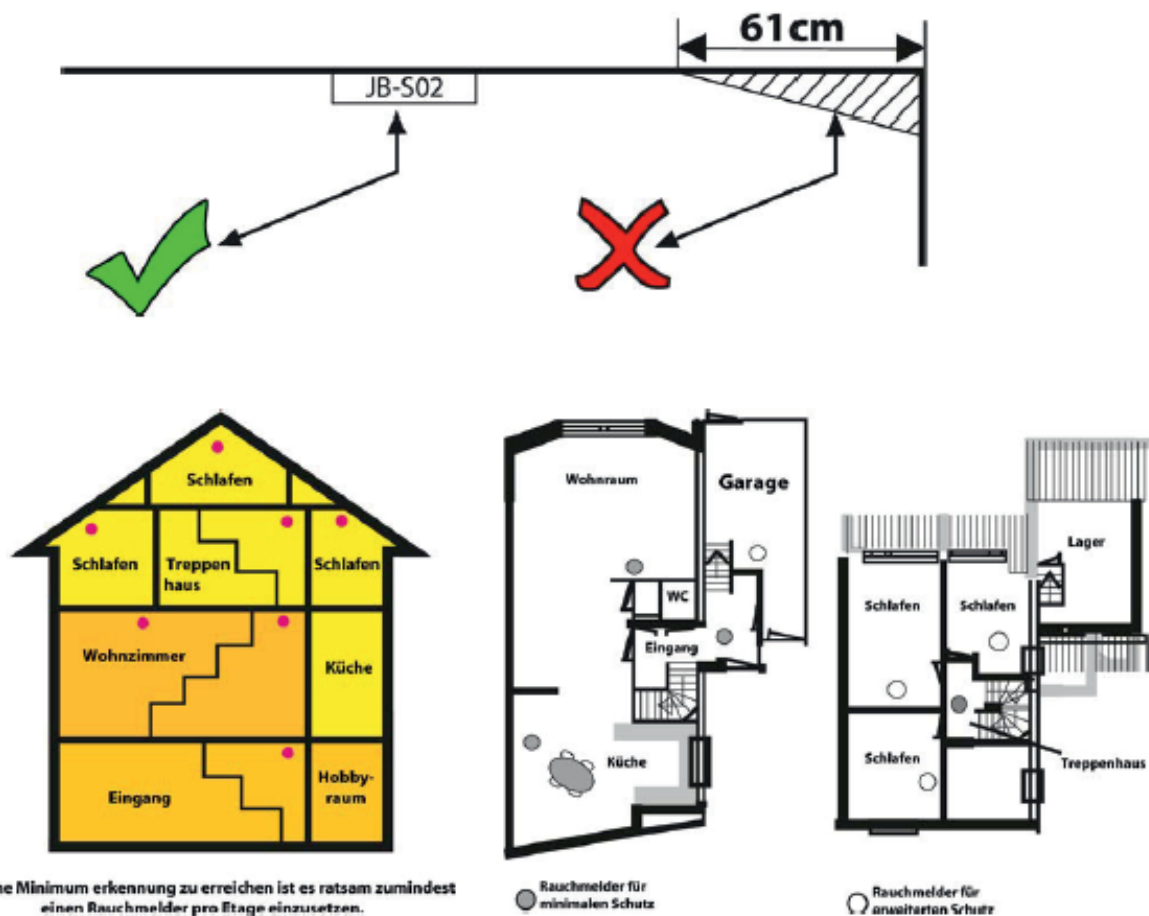 61cm
JB-S02
Schlafen
Schlafen
Treppen
haus
Schlafen
Wohnzimmer
Küche
Eingang
Hobby-
raum
Minimum erkennung zu erreichen ist es ratsam zumindest
einen Rauchmelder pro Etage einzusetzen.
Wohnraum
Garage
WC
Eingang
Küche
Rauchmelder für
minimalen Schutz
Lager
Schlafen
Schlafen
Schlafen
Treppenhaus
Rauchmelder für
erweiterten Schutz